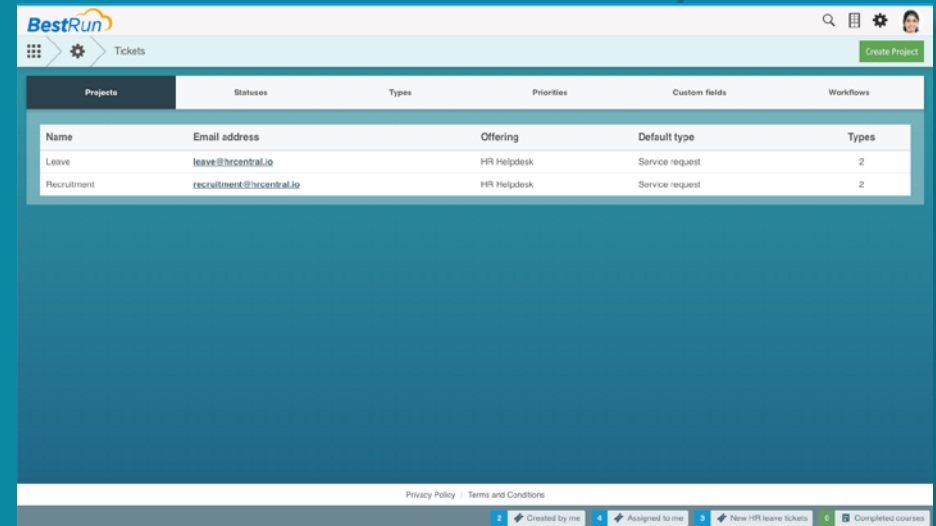 BestRun
Tickets
Create Project
Projects Statuses Types Priorities Custom fields Workflows
Name Email address Offering Default type Types
Leave leave@hrcentral.io HR Helpdesk Service request 2
Recruitment recruitment@hrcentral.io HR Helpdesk Service request 2
Privacy Policy | Terms and Conditions
2 Created by me 4 Assigned to me 3 New HR leave tickets 0 Completed courses